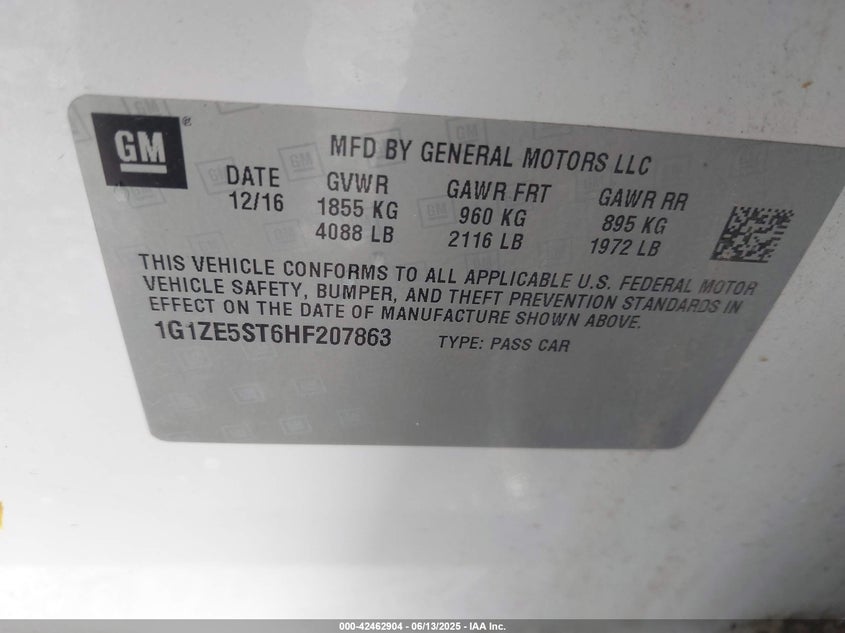 GM ®
MFD BY GENERAL MOTORS LLC
DATE GVWR GAWR FRT GAWR RR
12/16 1855 KG 960 KG 895 KG
4088 LB 2116 LB 1972 LB
THIS VEHICLE CONFORMS TO ALL APPLICABLE U.S. FEDERAL MOTOR
VEHICLE SAFETY, BUMPER, AND THEFT PREVENTION STANDARDS IN
EFFECT ON THE DATE OF MANUFACTURE SHOWN ABOVE.
1G1ZE5ST6HF207863 TYPE: PASS CAR
000-42462904 - 06/13/2025 - IAA Inc.